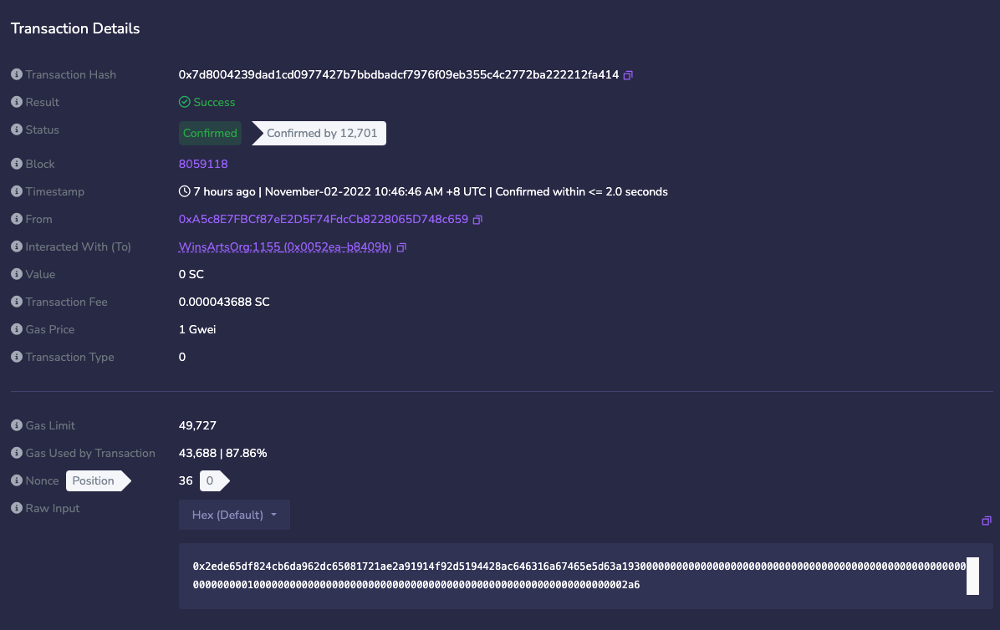 Transaction Details
Transaction Hash 0x7d8004239dad1cd0977427b7bbdbadcf7976f09eb355c4c2772ba222212fa414
Result Success
Status Confirmed Confirmed by 12,701
Block 8059118
Timestamp 7 hours ago | November-02-2022 10:46:46 AM +8 UTC | Confirmed within <= 2.0 seconds
From 0xA5c8E7FBCf87eE2D5F74FdcCb8228065D748c659
Interacted With (To) WinsArtsOrg:1155 (0x0052ea–b8409b)
Value 0 SC
Transaction Fee 0.000043688 SC
Gas Price 1 Gwei
Transaction Type 0
Gas Limit 49,727
Gas Used by Transaction 43,688 | 87.86%
Nonce Position 36 0
Raw Input Hex (Default)
0x2ede65df824cb6da962dc65081721ae2a91914f92d5194428ac646316a67465e5d63a193000000000000000000000000000000000000000000000000000000
000000000100000000000000000000000000000000000000000000000000000000000002a6